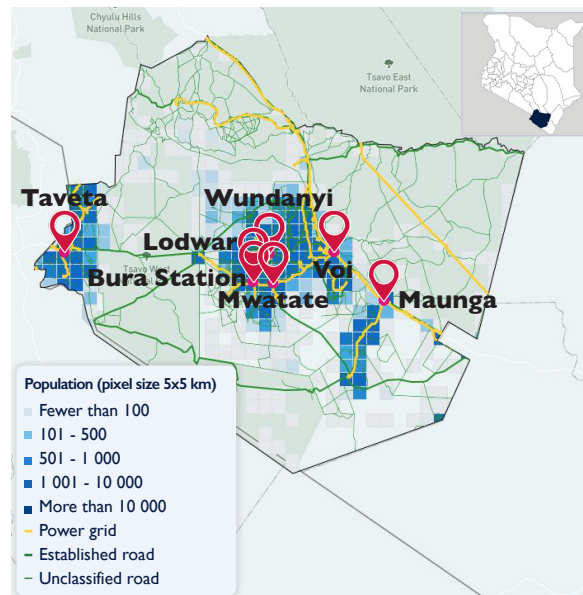 Chyulu Hills
National Park
Tsavo East
National Park
Taveta
Wundanyi
Lodwar
Tsavo West
Bura Station
Voi
Mwatate
Maunga
Population (pixel size 5x5 km)
Fewer than 100
101 - 500
501 - 1 000
1 001 - 10 000
More than 10 000
Power grid
Established road
Unclassified road